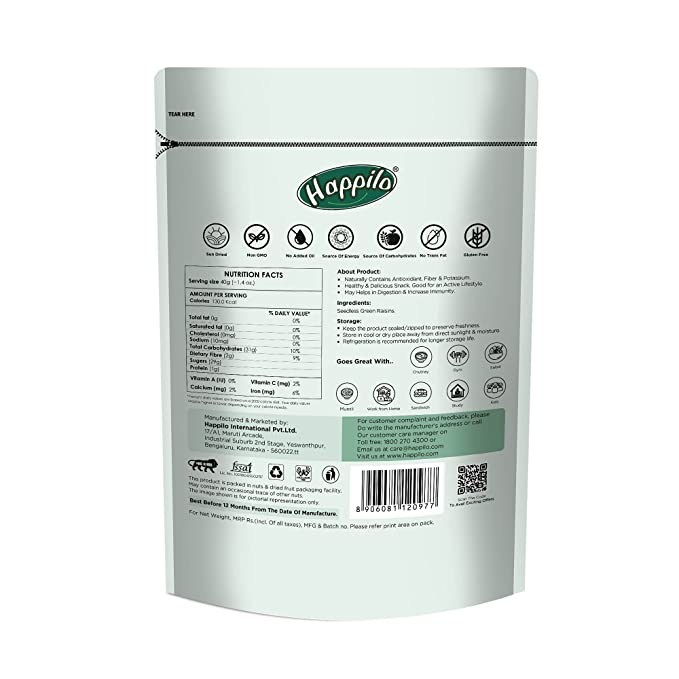 TEAR HERE
Happilo®
Sun Dried
Non GMO
No Added Oil
Source Of Energy
Source Of Carbohydrates
No Trans Fat
Gluten Free
NUTRITION FACTS
Serving size 40g (~1.4 oz.)
AMOUNT PER SERVING
Calories 130.0 Kcal
% DAILY VALUE*
Total fat 0g 0%
Saturated fat (0g) 0%
Cholesterol (0mg) 0%
Sodium (10mg) 0%
Total Carbohydrates (31g) 10%
Dietary Fibre (2g) 9%
Sugars (29g)
Protein (1g)
Vitamin A (IU) 0% Vitamin C (mg) 2%
Calcium (mg) 2% Iron (mg) 6%
About Product:
• Naturally Contains Antioxidant, Fiber & Potassium.
• Healthy & Delicious Snack, Good for an Active Lifestyle.
• May Helps in Digestion & Increase Immunity.
Ingredients:
Seedless Green Raisins.
Storage:
• Keep the product sealed/zipped to preserve freshness.
• Store in cool or dry place away from direct sunlight & moisture.
• Refrigeration is recommended for longer storage life.
Goes Great With..
Chutney
Gym
Salad
Muesli
Work from Home
Sandwich
Study
Kids
Manufactured & Marketed by:
Happilo International Pvt.Ltd.
2A,10, Maruti Arcade,
Industrial Suburb 2nd Stage, Yeswanthpur,
Bengaluru, Karnataka - 560022.
For customer complaint and feedback, please
Do write the manufacturer's address or call
Our customer care manager on
Toll free: 1800 270 4300 or
Email us at care@happilo.com
Visit us at www.happilo.com
fssai
This product is packed in nuts & dried fruit packaging facility.
May contain an occasional trace of other nuts.
The image shown is for pictorial representation only.
Best Before 12 Months From The Date Of Manufacture.
For Net Weight, MRP Rs.(Incl. Of all taxes), MFG & Batch no. Please refer print area on pack.
8 906081 120977
Scan The Code
To Avail Exciting Offers